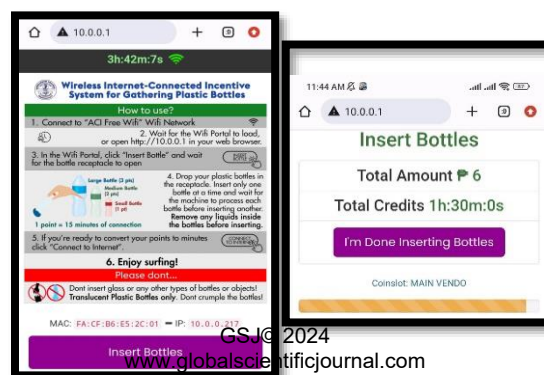 10.0.0.1
3h:42m:7s
Wireless Internet-Connected Incentive
System for Gathering Plastic Bottles
How to use?
1. Connect to "ACI Free Wifi" Wifi
Network
2. Wait for the Wifi Portal to load,
or open http://10.0.0.1 in your web browser.
3. In the Wifi Portal, click "Insert Bottle" and wait
for the bottle receptacle to open
Large Bottle (3 pts)
Medium Bottle
(2 pts)
Small Bottle
(1 pt)
1 point = 15 minutes of connection
4. Drop your plastic bottles in
the receptacle. Insert only one
bottle at a time and wait for
the machine to process each
bottle before inserting another.
Remove any liquids inside
the bottles before inserting.
5. If you're ready to convert your points to minutes
click "Connect to Internet".
6. Enjoy surfing!
Please dont...
Dont insert glass or any other types of bottles or objects!
Translucent Plastic Bottles only. Dont crumple the bottles!
MAC: FA:CF:B6:E5:2C:01 — IP: 10.0.0.217
Insert Bottles
11:44 AM
10.0.0.1
Insert Bottles
Total Amount ₱ 6
Total Credits 1h:30m:0s
I'm Done Inserting Bottles
Coinslot: MAIN VENDO
GSJ© 2024
www.globalscientificjournal.com